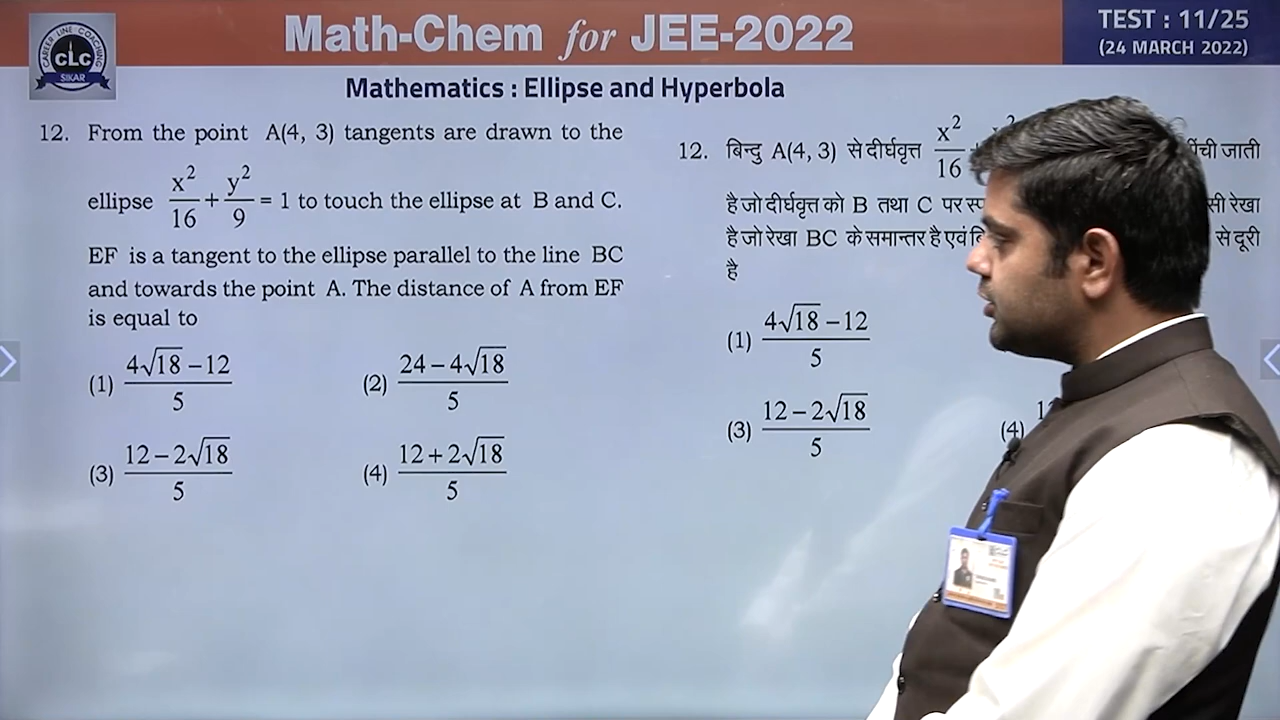 CAREER LINE COACHING
CLC
SIKAR
Math-Chem for JEE-2022
TEST : 11/25
(24 MARCH 2022)
Mathematics : Ellipse and Hyperbola
12. From the point A(4, 3) tangents are drawn to the
ellipse x²/16 + y²/9 = 1 to touch the ellipse at B and C.
EF is a tangent to the ellipse parallel to the line BC
and towards the point A. The distance of A from EF
is equal to
(1) (4√18 – 12)/5 (2) (24 – 4√18)/5
(3) (12 – 2√18)/5 (4) (12 + 2√18)/5
12. बिन्दु A(4, 3) से दीर्घवृत्त x²/16 जाती
है जो दीर्घवृत्त को B तथा C पर रेखा
है जो रेखा BC के समान्तर है एवं से दूरी
है
(1) (4√18 – 12)/5
(3) (12 – 2√18)/5 (4)